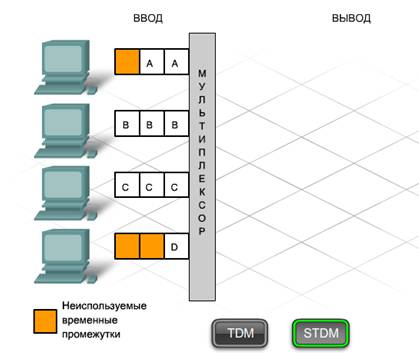 ВВОД
ВЫВОД
A A
B B B
C C C
D
МУЛЬТИПЛЕКСОР
Неиспользуемые
временные
промежутки
TDM
STDM